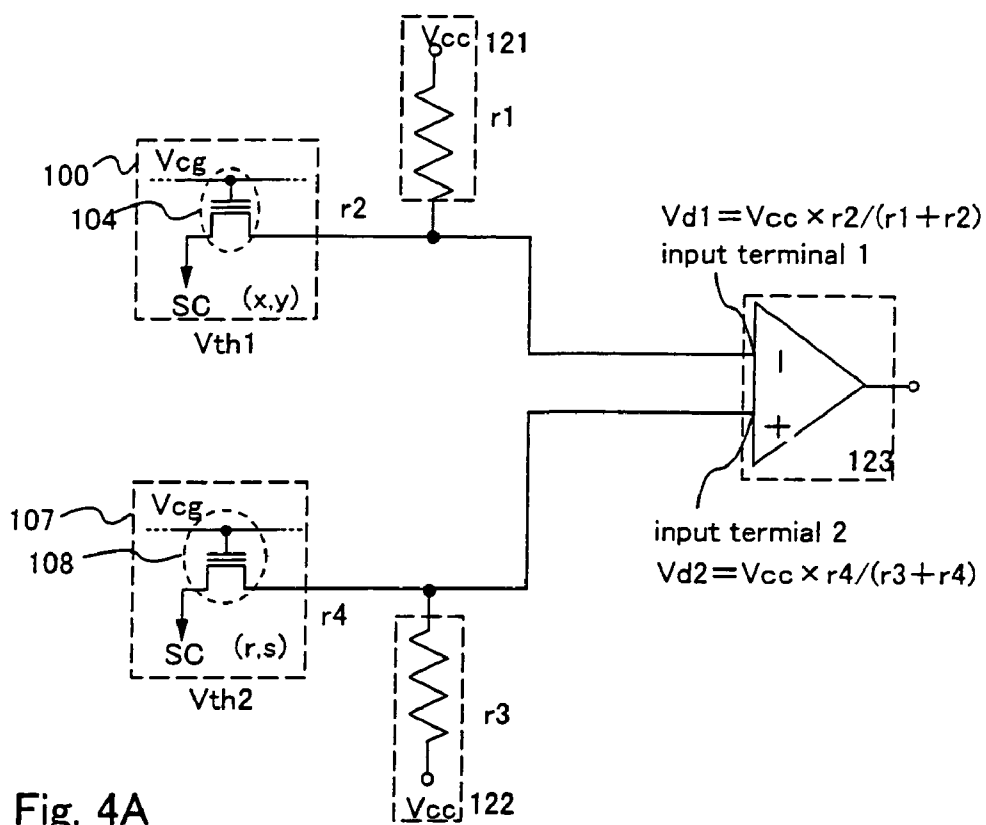 Vcc 121
r1
100
Vcg
104
r2
SC (x,y)
Vth1
Vd1=Vcc×r2/(r1+r2)
input terminal 1
−
+
123
107
Vcg
108
r4
SC (r,s)
Vth2
input termial 2
Vd2=Vcc×r4/(r3+r4)
r3
Vcc 122
Fig. 4A